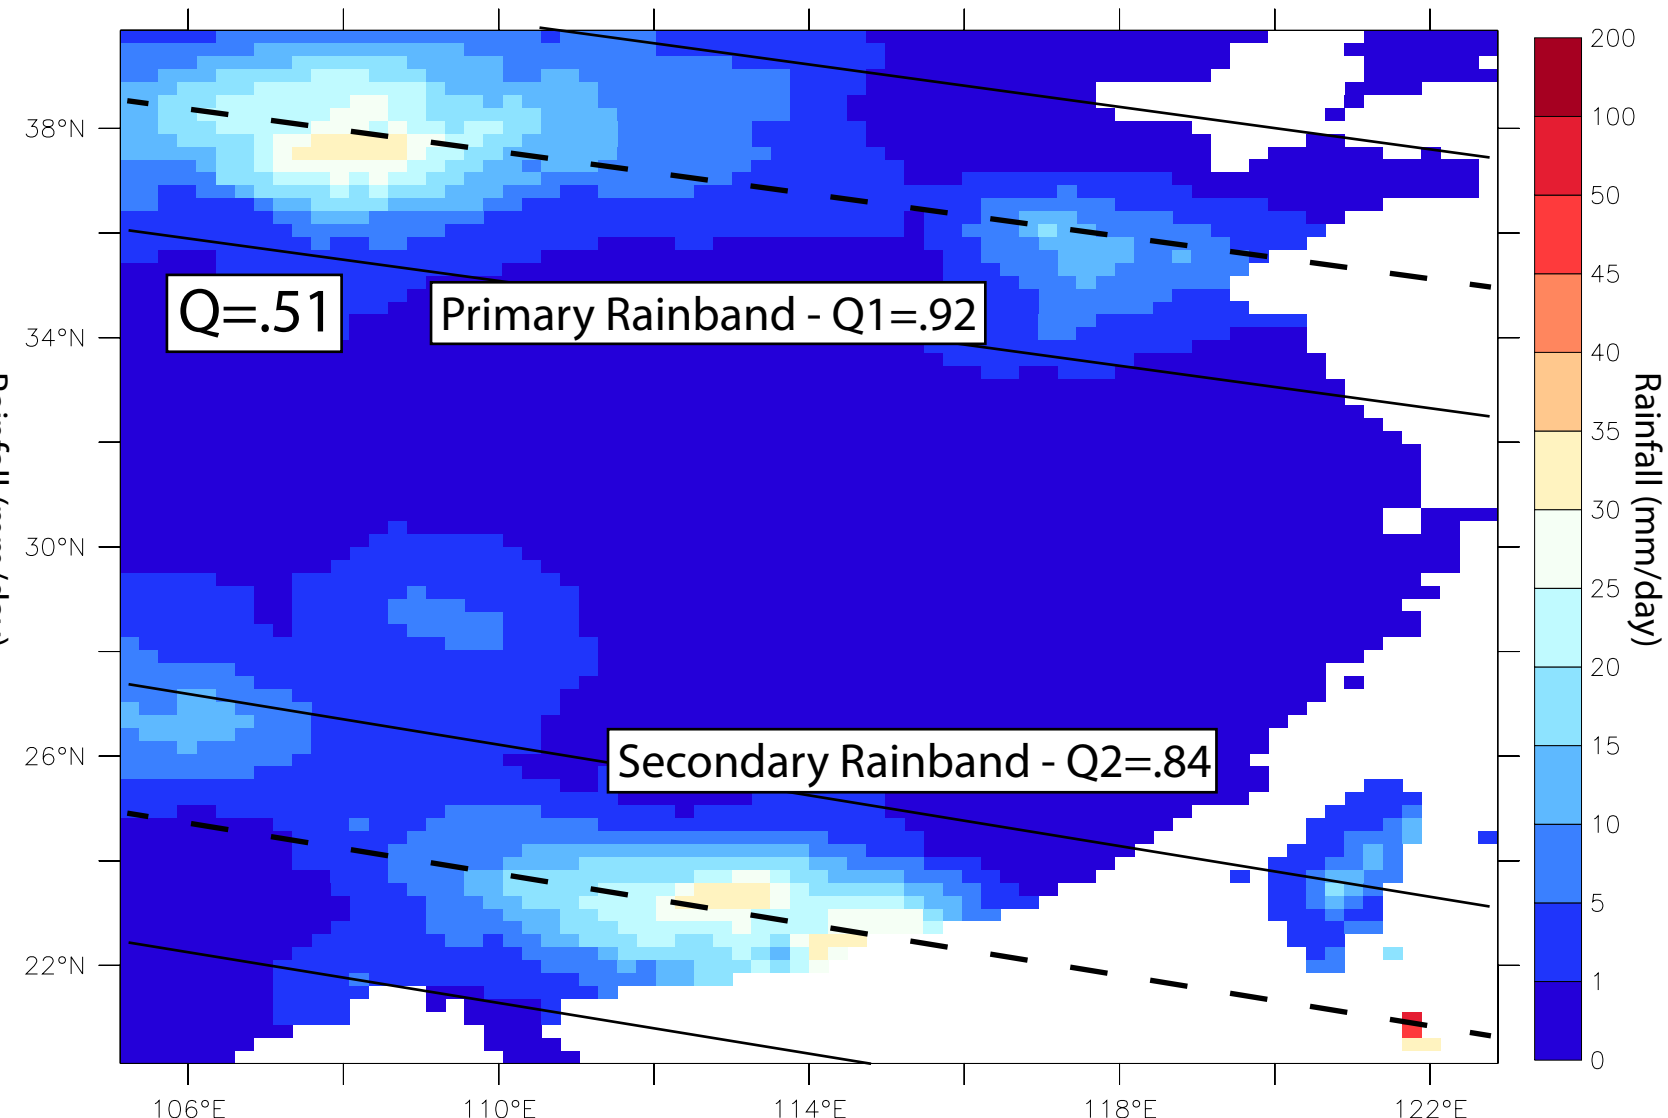 38°N
34°N
30°N
26°N
22°N
Q=.51
Primary Rainband - Q1=.92
Secondary Rainband - Q2=.84
106°E
110°E
114°E
118°E
122°E
200
100
50
45
40
35
30
25
20
15
10
5
1
0
Rainfall (mm/day)